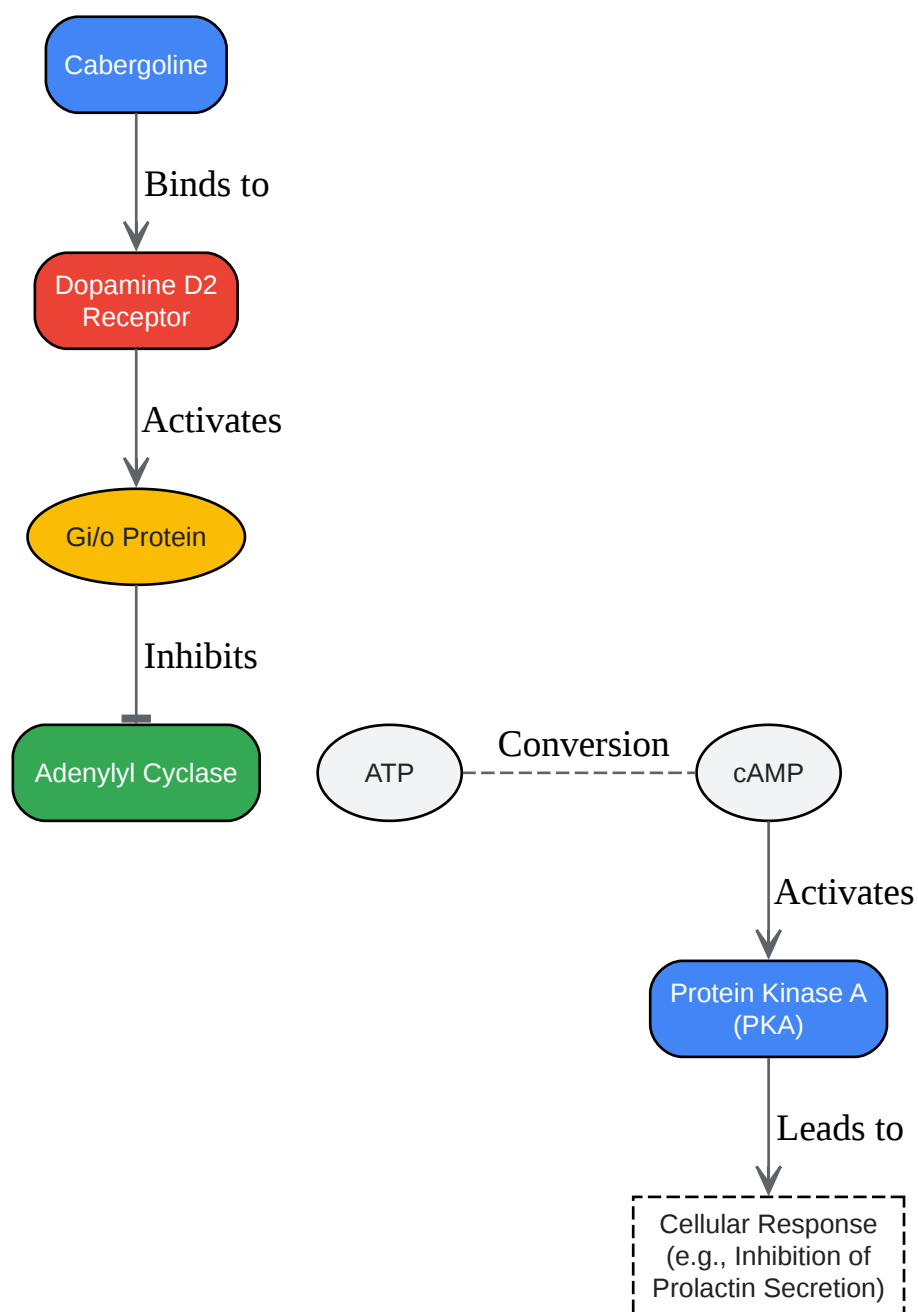 Cabergoline
Binds to
Dopamine D2
Receptor
Activates
Gi/o Protein
Inhibits
Adenylyl Cyclase
ATP
Conversion
cAMP
Activates
Protein Kinase A
(PKA)
Leads to
Cellular Response
(e.g., Inhibition of
Prolactin Secretion)